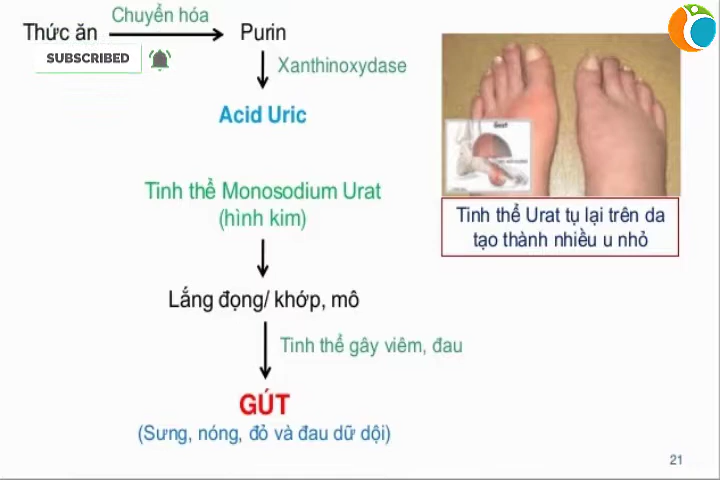 Chuyển hóa
Thức ăn
Purin
SUBSCRIBED
Xanthinoxydase
Acid Uric
Tinh thể Monosodium Urat
(hình kim)
Tinh thể Urat tụ lại trên da
tạo thành nhiều u nhỏ
Lắng đọng/ khớp, mô
Tinh thể gây viêm, đau
GÚT
(Sưng, nóng, đỏ và đau dữ dội)
21